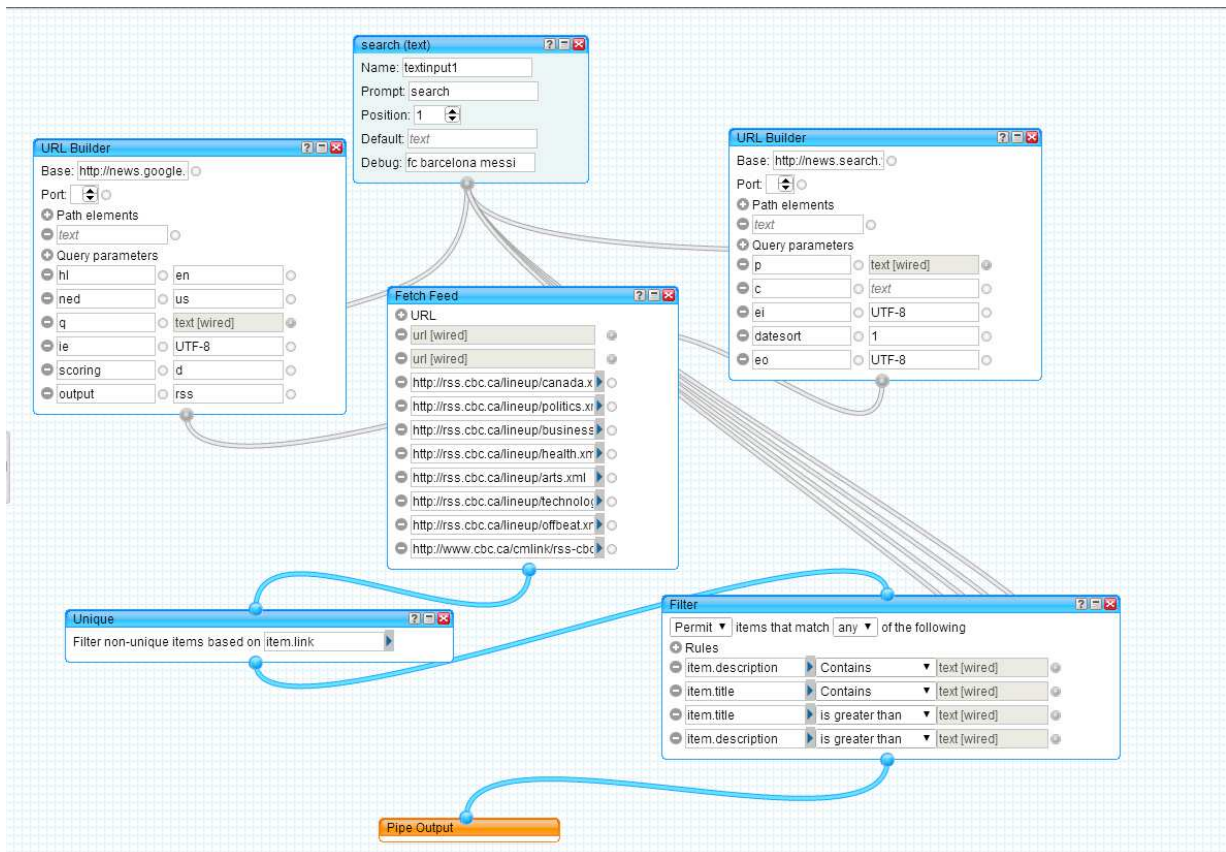 search (text)
Name: textinput1
Prompt: search
Position: 1
Default: text
Debug: fc barcelona messi
URL Builder
Base: http://news.google.
Port:
Path elements
text
Query parameters
hl en
ned us
q text [wired]
ie UTF-8
scoring d
output rss
URL Builder
Base: http://news.search.
Port:
Path elements
text
Query parameters
p text [wired]
c text
ei UTF-8
datesort 1
eo UTF-8
Fetch Feed
URL
url [wired]
url [wired]
http://rss.cbc.ca/lineup/canada.x
http://rss.cbc.ca/lineup/politics.x
http://rss.cbc.ca/lineup/business
http://rss.cbc.ca/lineup/health.xm
http://rss.cbc.ca/lineup/arts.xml
http://rss.cbc.ca/lineup/technolog
http://rss.cbc.ca/lineup/offbeat.x
http://www.cbc.ca/cmlink/rss-cbc
Unique
Filter non-unique items based on item.link
Filter
Permit items that match any of the following
Rules
item.description Contains text [wired]
item.title Contains text [wired]
item.title is greater than text [wired]
item.description is greater than text [wired]
Pipe Output